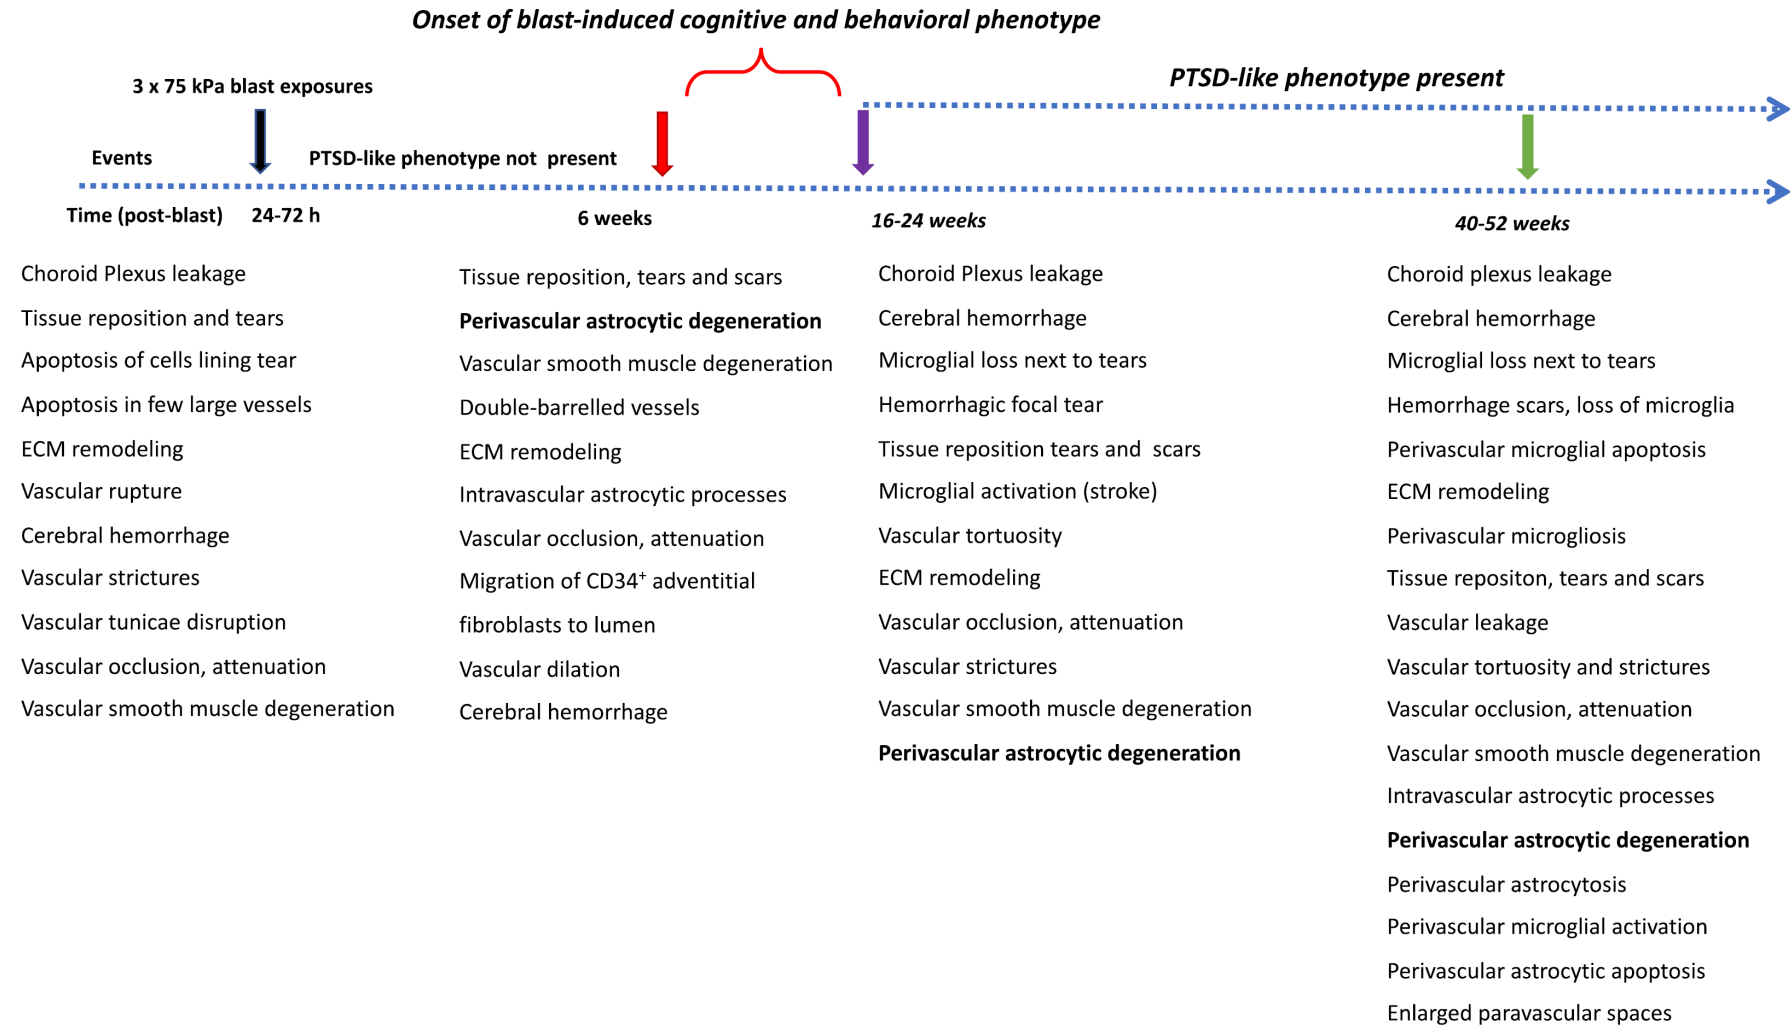 Onset of blast-induced cognitive and behavioral phenotype
3 x 75 kPa blast exposures
PTSD-like phenotype present
Events
PTSD-like phenotype not  present
Time (post-blast)
24-72 h
6 weeks
16-24 weeks
40-52 weeks
Choroid Plexus leakage
Tissue reposition and tears
Apoptosis of cells lining tear
Apoptosis in few large vessels
ECM remodeling
Vascular rupture
Cerebral hemorrhage
Vascular strictures
Vascular tunicae disruption
Vascular occlusion, attenuation
Vascular smooth muscle degeneration
Tissue reposition, tears and scars
Perivascular astrocytic degeneration
Vascular smooth muscle degeneration
Double-barrelled vessels
ECM remodeling
Intravascular astrocytic processes
Vascular occlusion, attenuation
Migration of CD34⁺ adventitial
fibroblasts to lumen
Vascular dilation
Cerebral hemorrhage
Choroid Plexus leakage
Cerebral hemorrhage
Microglial loss next to tears
Hemorrhagic focal tear
Tissue reposition tears and  scars
Microglial activation (stroke)
Vascular tortuosity
ECM remodeling
Vascular occlusion, attenuation
Vascular strictures
Vascular smooth muscle degeneration
Perivascular astrocytic degeneration
Choroid plexus leakage
Cerebral hemorrhage
Microglial loss next to tears
Hemorrhage scars, loss of microglia
Perivascular microglial apoptosis
ECM remodeling
Perivascular microgliosis
Tissue repositon, tears and scars
Vascular leakage
Vascular tortuosity and strictures
Vascular occlusion, attenuation
Vascular smooth muscle degeneration
Intravascular astrocytic processes
Perivascular astrocytic degeneration
Perivascular astrocytosis
Perivascular microglial activation
Perivascular astrocytic apoptosis
Enlarged paravascular spaces